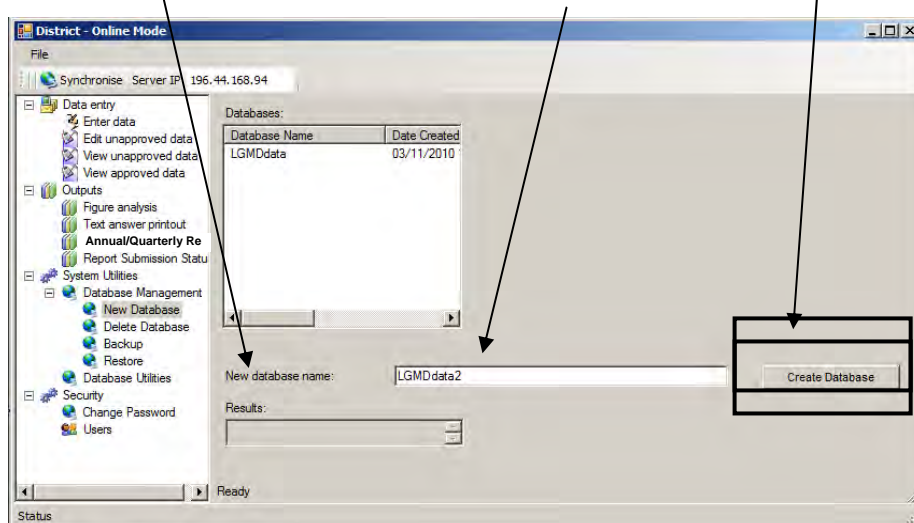 District - Online Mode
File
Synchronise Server IP 196.44.168.94
Data entry
Enter data
Edit unapproved data
View unapproved data
View approved data
Outputs
Figure analysis
Text answer printout
Annual/Quarterly Re
Report Submission Statu
System Utilities
Database Management
New Database
Delete Database
Backup
Restore
Database Utilities
Security
Change Password
Users
Databases:
Database Name Date Created
LGMDdata 03/11/2010
New database name: LGMDdata2 Create Database
Results:
Ready
Status